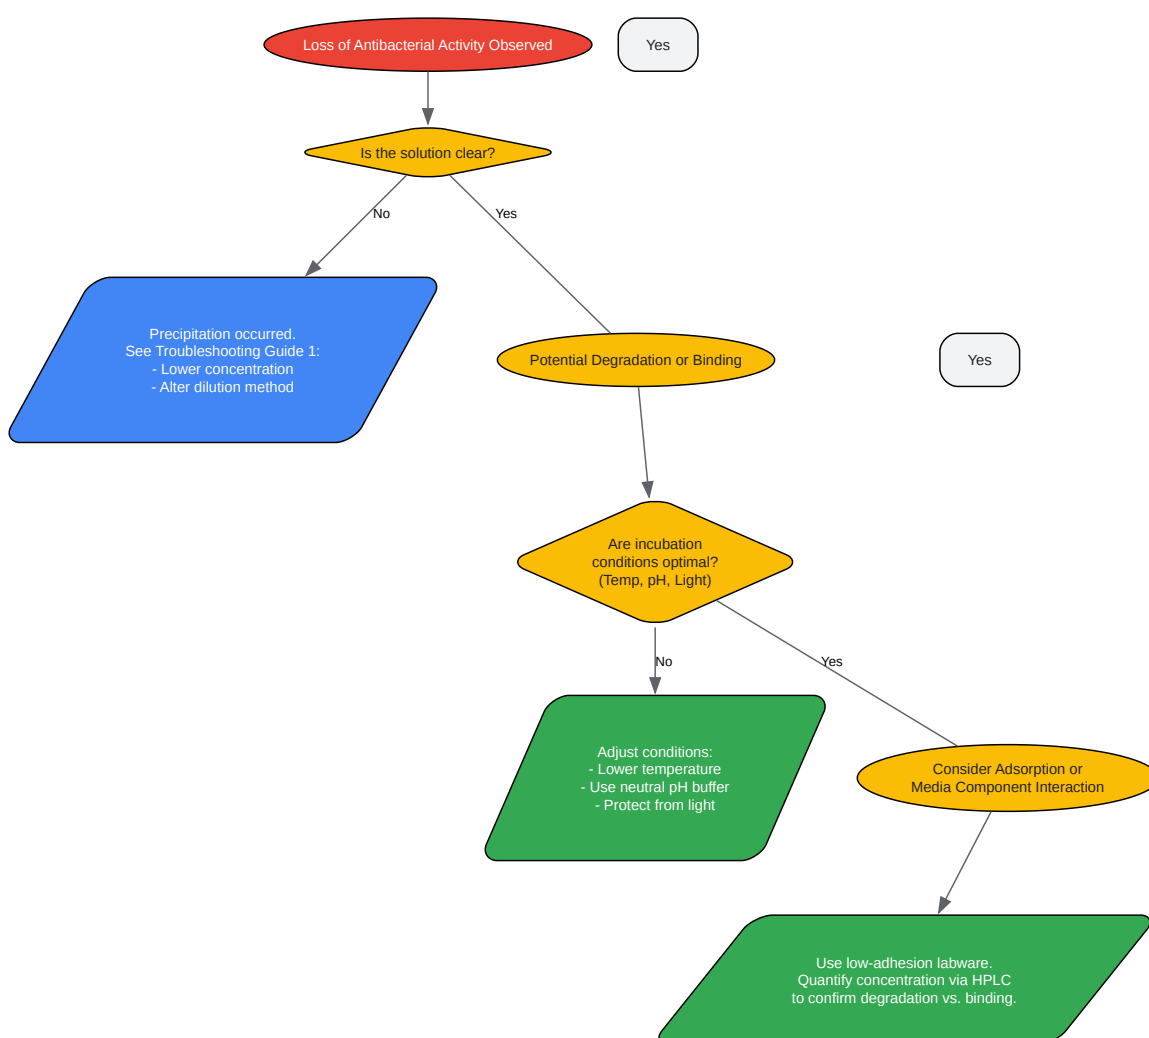 Loss of Antibacterial Activity Observed
Yes
Is the solution clear?
No
Yes
Precipitation occurred.
See Troubleshooting Guide 1:
- Lower concentration
- Alter dilution method
Potential Degradation or Binding
Yes
Are incubation
conditions optimal?
(Temp, pH, Light)
No
Yes
Adjust conditions:
- Lower temperature
- Use neutral pH buffer
- Protect from light
Consider Adsorption or
Media Component Interaction
Use low-adhesion labware.
Quantify concentration via HPLC
to confirm degradation vs. binding.